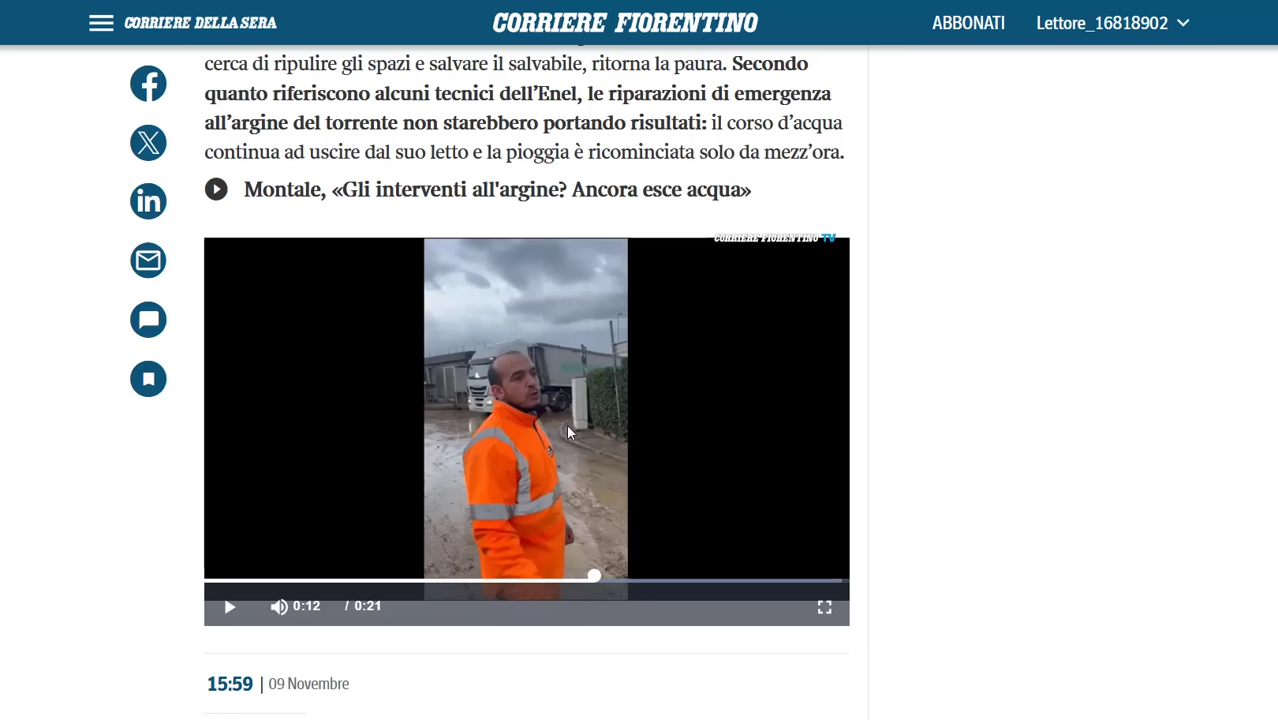 CORRIERE DELLA SERA
CORRIERE FIORENTINO
ABBONATI
Lettore_16818902
cerca di ripulire gli spazi e salvare il salvabile, ritorna la paura. Secondo
quanto riferiscono alcuni tecnici dell’Enel, le riparazioni di emergenza
all’argine del torrente non starebbero portando risultati: il corso d’acqua
continua ad uscire dal suo letto e la pioggia è ricominciata solo da mezz’ora.
Montale, «Gli interventi all'argine? Ancora esce acqua»
CORRIERE FIORENTINO TV
0:12 / 0:21
15:59 | 09 Novembre